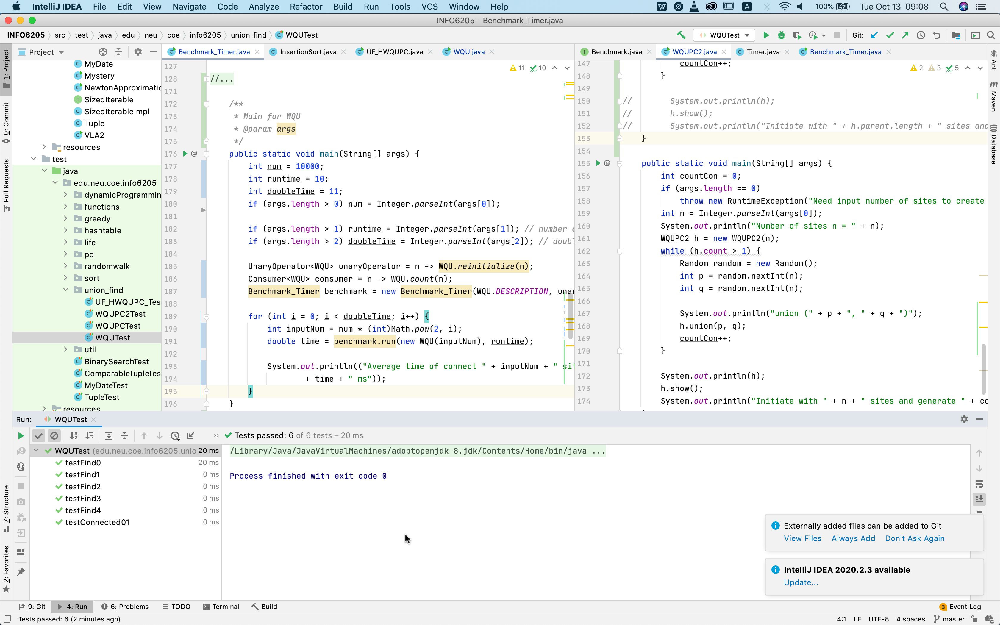 IntelliJ IDEA File Edit View Navigate Code Analyze Refactor Build Run Tools VCS Window Help 100% Tue Oct 13 09:08
INFO6205 – Benchmark_Timer.java
INFO6205 src test java edu neu coe info6205 union_find WQUTest WQUTest Git:
Project
Benchmark_Timer.java InsertionSort.java UF_HWQUPC.java WQU.java
Benchmark.java WQUPC2.java Timer.java Benchmark_Timer.java
1: Project
0: Commit
Pull Requests
7: Structure
2: Favorites
MyDate
Mystery
NewtonApproximatic
SizedIterable
SizedIterableImpl
Tuple
VLA2
resources
test
java
edu.neu.coe.info6205
dynamicProgrammin
functions
greedy
hashtable
life
pq
randomwalk
sort
union_find
UF_HWQUPC_Tes
WQUPC2Test
WQUPCTest
WQUTest
util
BinarySearchTest
ComparableTupleTes
MyDateTest
TupleTest
resources
11 10
127
128 //...
171
172 /**
173 * Main for WQU
174 * @param args
175 */
176 @ public static void main(String[] args) {
177 int num = 10000;
178 int runtime = 10;
179 int doubleTime = 11;
180 if (args.length > 0) num = Integer.parseInt(args[0]);
181
182 if (args.length > 1) runtime = Integer.parseInt(args[1]); // number
183 if (args.length > 2) doubleTime = Integer.parseInt(args[2]); // doubl
184
185 UnaryOperator<WQU> unaryOperator = n -> WQU.reinitialize(n);
186 Consumer<WQU> consumer = n -> WQU.count(n);
187 Benchmark_Timer benchmark = new Benchmark_Timer(WQU.DESCRIPTION, unar
188
189 for (int i = 0; i < doubleTime; i++) {
190 int inputNum = num * (int)Math.pow(2, i);
191 double time = benchmark.run(new WQU(inputNum), runtime);
192
193 System.out.println(("Average time of connect " + inputNum + " sit
194 + time + " ms"));
195 }
196 }
2 3 5
147 countCon++;
148 }
149
150 // System.out.println(h);
151 // h.show();
152 // System.out.println("Initiate with " + h.parent.length + " sites and
153 }
154
155 @ public static void main(String[] args) {
156 int countCon = 0;
157 if (args.length == 0)
158 throw new RuntimeException("Need input number of sites to create
159 int n = Integer.parseInt(args[0]);
160 System.out.println("Number of sites n = " + n);
161 WQUPC2 h = new WQUPC2(n);
162 while (h.count > 1) {
163 Random random = new Random();
164 int p = random.nextInt(n);
165 int q = random.nextInt(n);
166
167 System.out.println("union (" + p + ", " + q + ")");
168 h.union(p, q);
169 countCon++;
170 }
171
172 System.out.println(h);
173 h.show();
174 System.out.println("Initiate with " + n + " sites and generate " + co
Ant
Maven
Database
Run: WQUTest
Tests passed: 6 of 6 tests – 20 ms
WQUTest (edu.neu.coe.info6205.unio 20 ms
testFind0 20 ms
testFind1 0 ms
testFind2 0 ms
testFind3 0 ms
testFind4 0 ms
testConnected01 0 ms
/Library/Java/JavaVirtualMachines/adoptopenjdk-8.jdk/Contents/Home/bin/java ...
Process finished with exit code 0
Externally added files can be added to Git
View Files Always Add Don't Ask Again
IntelliJ IDEA 2020.2.3 available
Update...
9: Git 4: Run 6: Problems TODO Terminal Build 3 Event Log
Tests passed: 6 (2 minutes ago) 4:1 LF UTF-8 4 spaces master